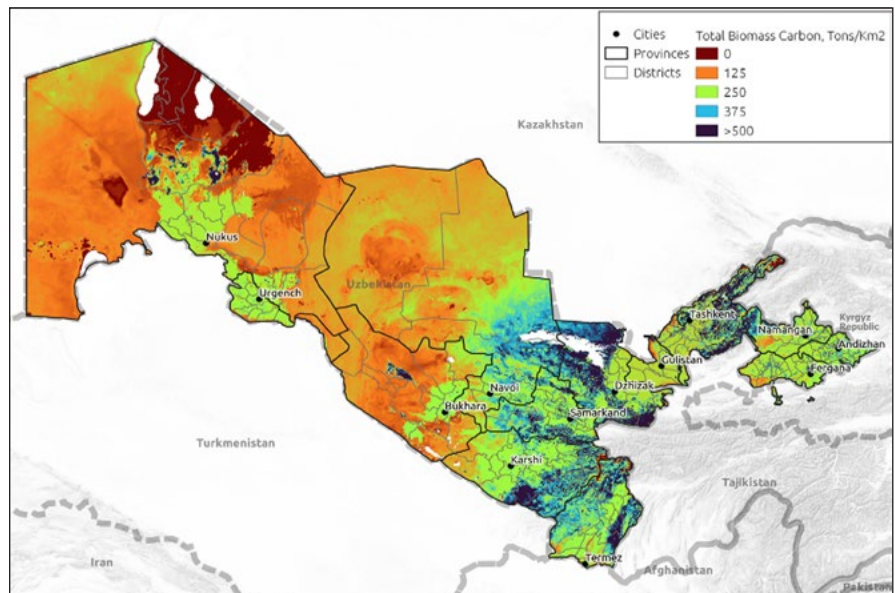 Cities
Provinces
Districts
Total Biomass Carbon, Tons/Km2
0
125
250
375
>500
Kazakhstan
Nukus
Urgench
Uzbekistan
Tashkent
Namangan
Kyrgyz
Republic
Andizhan
Gulistan
Fergana
Dzhizak
Navoi
Bukhara
Samarkand
Turkmenistan
Karshi
Tajikistan
Iran
Termez
Afghanistan
Pakistan